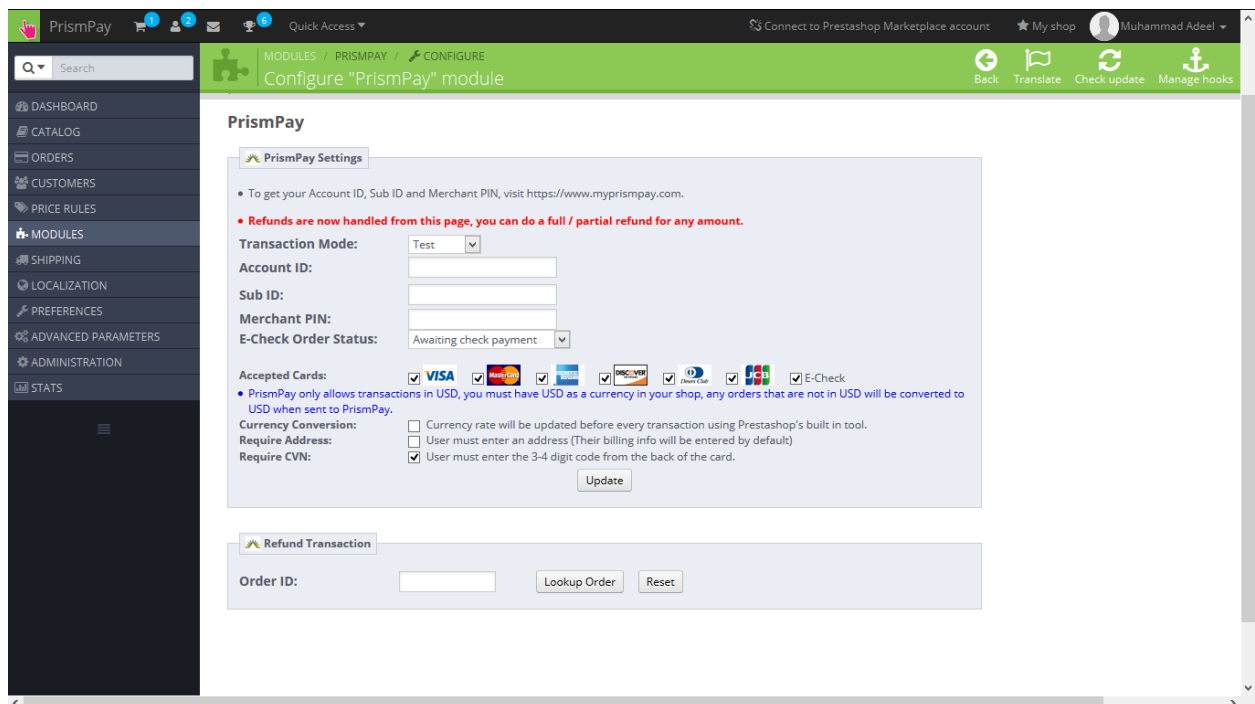 PrismPay 1 2 6 Quick Access Connect to Prestashop Marketplace account My shop Muhammad Adeel
Search
MODULES / PRISMPAY / CONFIGURE
Configure "PrismPay" module
Back Translate Check update Manage hooks
DASHBOARD
CATALOG
ORDERS
CUSTOMERS
PRICE RULES
MODULES
SHIPPING
LOCALIZATION
PREFERENCES
ADVANCED PARAMETERS
ADMINISTRATION
STATS
PrismPay
PrismPay Settings
• To get your Account ID, Sub ID and Merchant PIN, visit https://www.myprismpay.com.
• Refunds are now handled from this page, you can do a full / partial refund for any amount.
Transaction Mode: Test
Account ID:
Sub ID:
Merchant PIN:
E-Check Order Status: Awaiting check payment
Accepted Cards: VISA MasterCard DISCOVER Diners Club JCB E-Check
• PrismPay only allows transactions in USD, you must have USD as a currency in your shop, any orders that are not in USD will be converted to
USD when sent to PrismPay.
Currency Conversion: Currency rate will be updated before every transaction using Prestashop's built in tool.
Require Address: User must enter an address (Their billing info will be entered by default)
Require CVN: User must enter the 3-4 digit code from the back of the card.
Update
Refund Transaction
Order ID: Lookup Order Reset